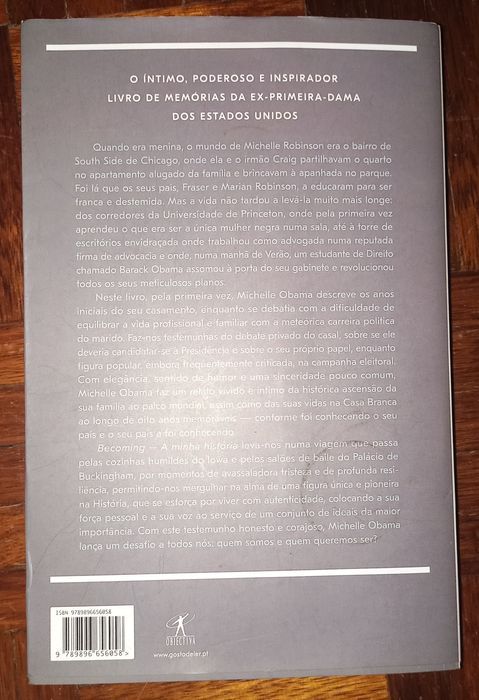 O ÍNTIMO, PODEROSO E INSPIRADOR
LIVRO DE MEMÓRIAS DA EX-PRIMEIRA-DAMA
DOS ESTADOS UNIDOS
Quando era menina, o mundo de Michelle Robinson era o bairro de
South Side de Chicago, onde ela e o irmão Craig partilhavam o quarto
no apartamento alugado da família e brincavam à apanhada no parque.
Foi lá que os seus pais, Fraser e Marian Robinson, a educaram para ser
franca e destemida. Mas a vida não tardou a levá-la muito mais longe:
dos corredores da Universidade de Princeton, onde pela primeira vez
aprendeu o que era ser a única mulher negra numa sala, até à torre de
escritórios envidraçada onde trabalhou como advogada numa reputada
firma de advocacia e onde, numa manhã de Verão, um estudante de Direito
chamado Barack Obama assomou à porta do seu gabinete e revolucionou
todos os seus meticulosos planos.
Neste livro, pela primeira vez, Michelle Obama descreve os anos
iniciais do seu casamento, enquanto se debatia com a dificuldade de
equilibrar a vida profissional e familiar com a meteórica carreira política
do marido. Faz-nos testemunhas do debate privado do casal, sobre se ele
deveria candidatar-se à Presidência e sobre o seu próprio papel, enquanto
figura popular, embora frequentemente criticada, na campanha eleitoral.
Com elegância, sentido de humor e uma sinceridade pouco comum,
Michelle Obama faz um relato vívido e íntimo da histórica ascensão da
sua família ao palco mundial, assim como das suas vidas na Casa Branca
ao longo de oito anos memoráveis — conforme foi conhecendo o seu
país e o seu país a foi conhecendo.
Becoming — A minha história leva-nos numa viagem que passa
pelas cozinhas humildes do Iowa e pelos salões de baile do Palácio de
Buckingham, por momentos de avassaladora tristeza e de profunda resi-
liência, permitindo-nos mergulhar na alma de uma figura única e pioneira
na História, que se esforça por viver com autenticidade, colocando a sua
força pessoal e a sua voz ao serviço de um conjunto de ideais da maior
importância. Com este testemunho honesto e corajoso, Michelle Obama
lança um desafio a todos nós: quem somos e quem queremos ser?
ISBN 9789896656058
9 789896 656058 >
OBJECTIVA
www.gostodeler.pt